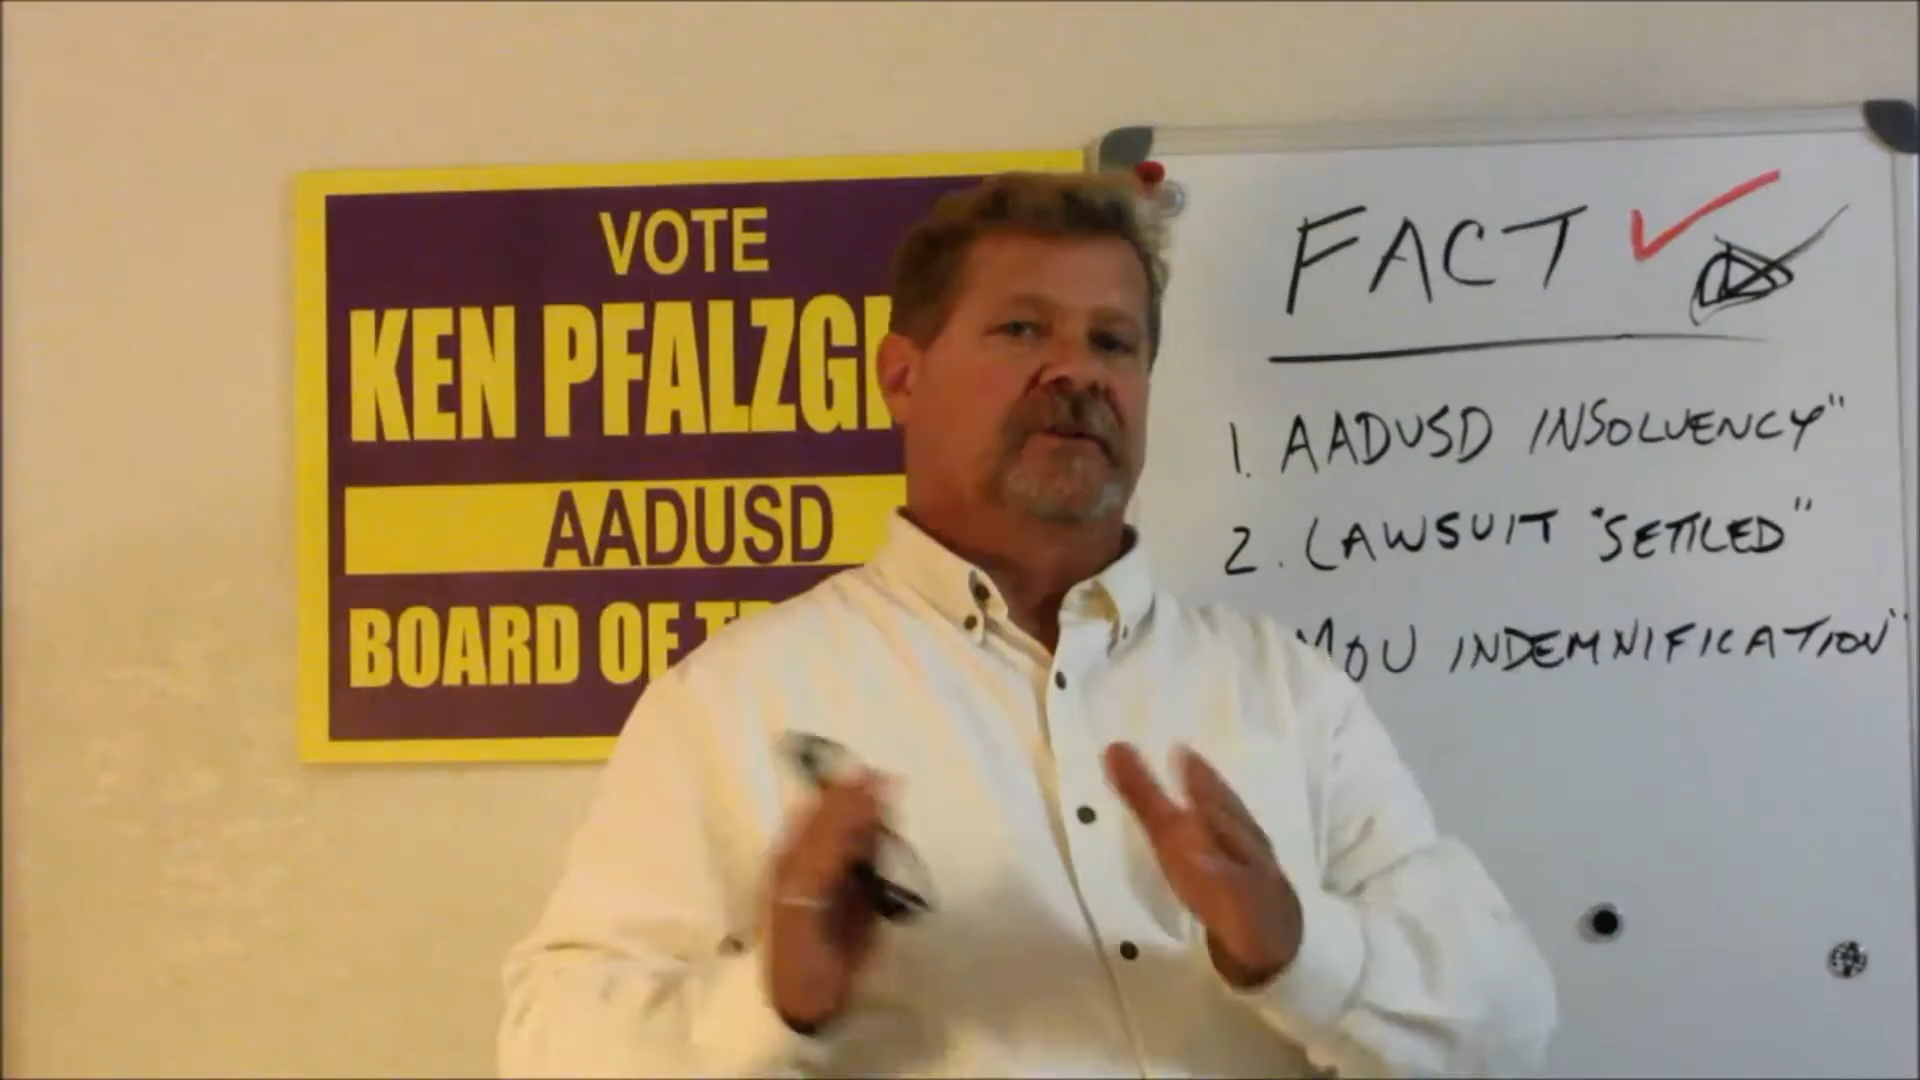 VOTE
KEN PFALZG
AADUSD
BOARD OF T
FACT
1. AADUSD INSOLVENCY"
2. LAWSUIT "SETTLED"
MOU INDEMNIFICATION"